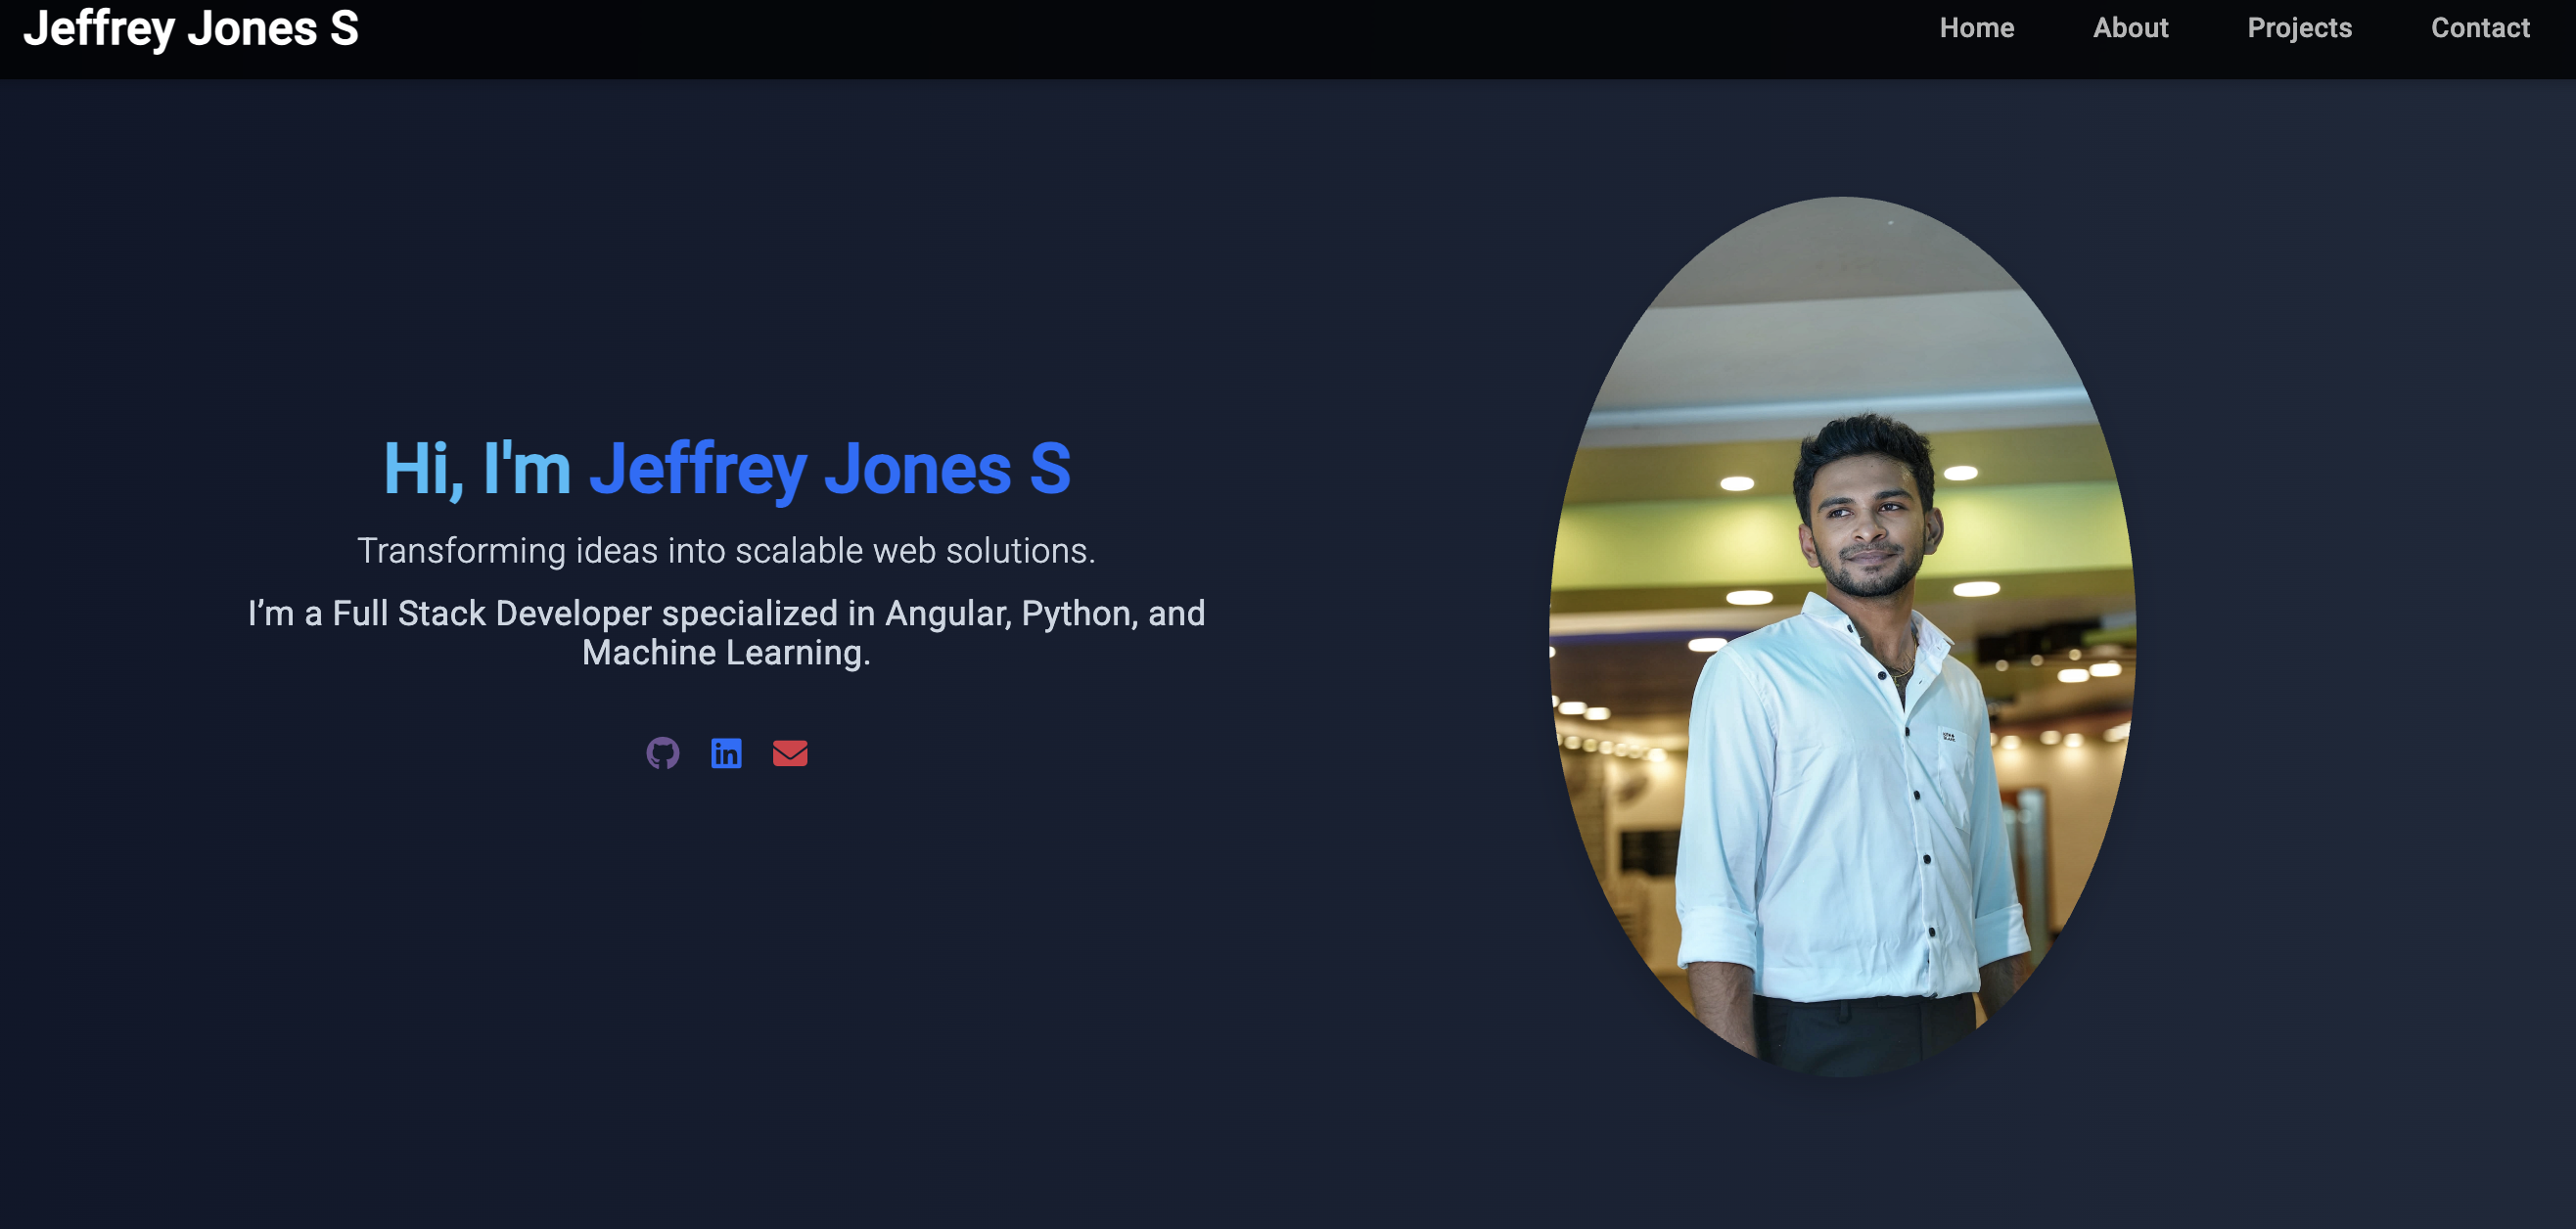 Jeffrey Jones S
Home About Projects Contact
Hi, I'm Jeffrey Jones S
Transforming ideas into scalable web solutions.
I’m a Full Stack Developer specialized in Angular, Python, and
Machine Learning.
in